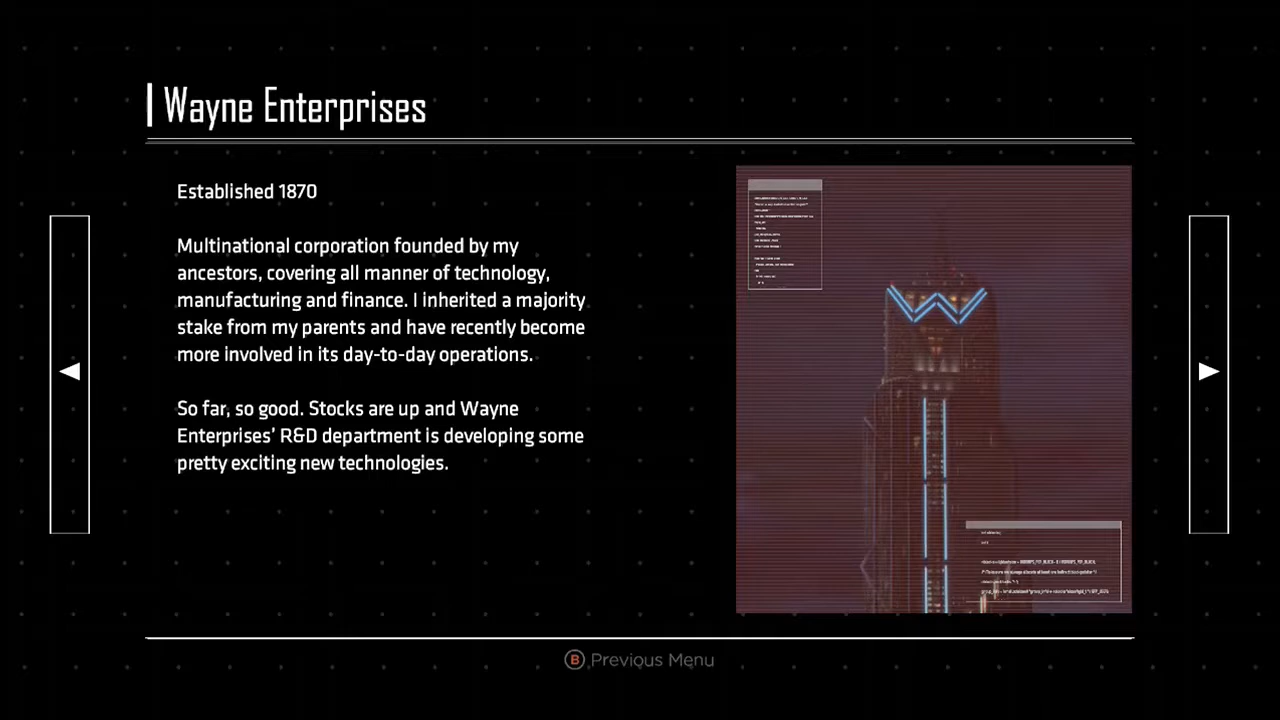 Wayne Enterprises
Established 1870
Multinational corporation founded by my
ancestors, covering all manner of technology,
manufacturing and finance. I inherited a majority
stake from my parents and have recently become
more involved in its day-to-day operations.
So far, so good. Stocks are up and Wayne
Enterprises' R&D department is developing some
pretty exciting new technologies.
B Previous Menu